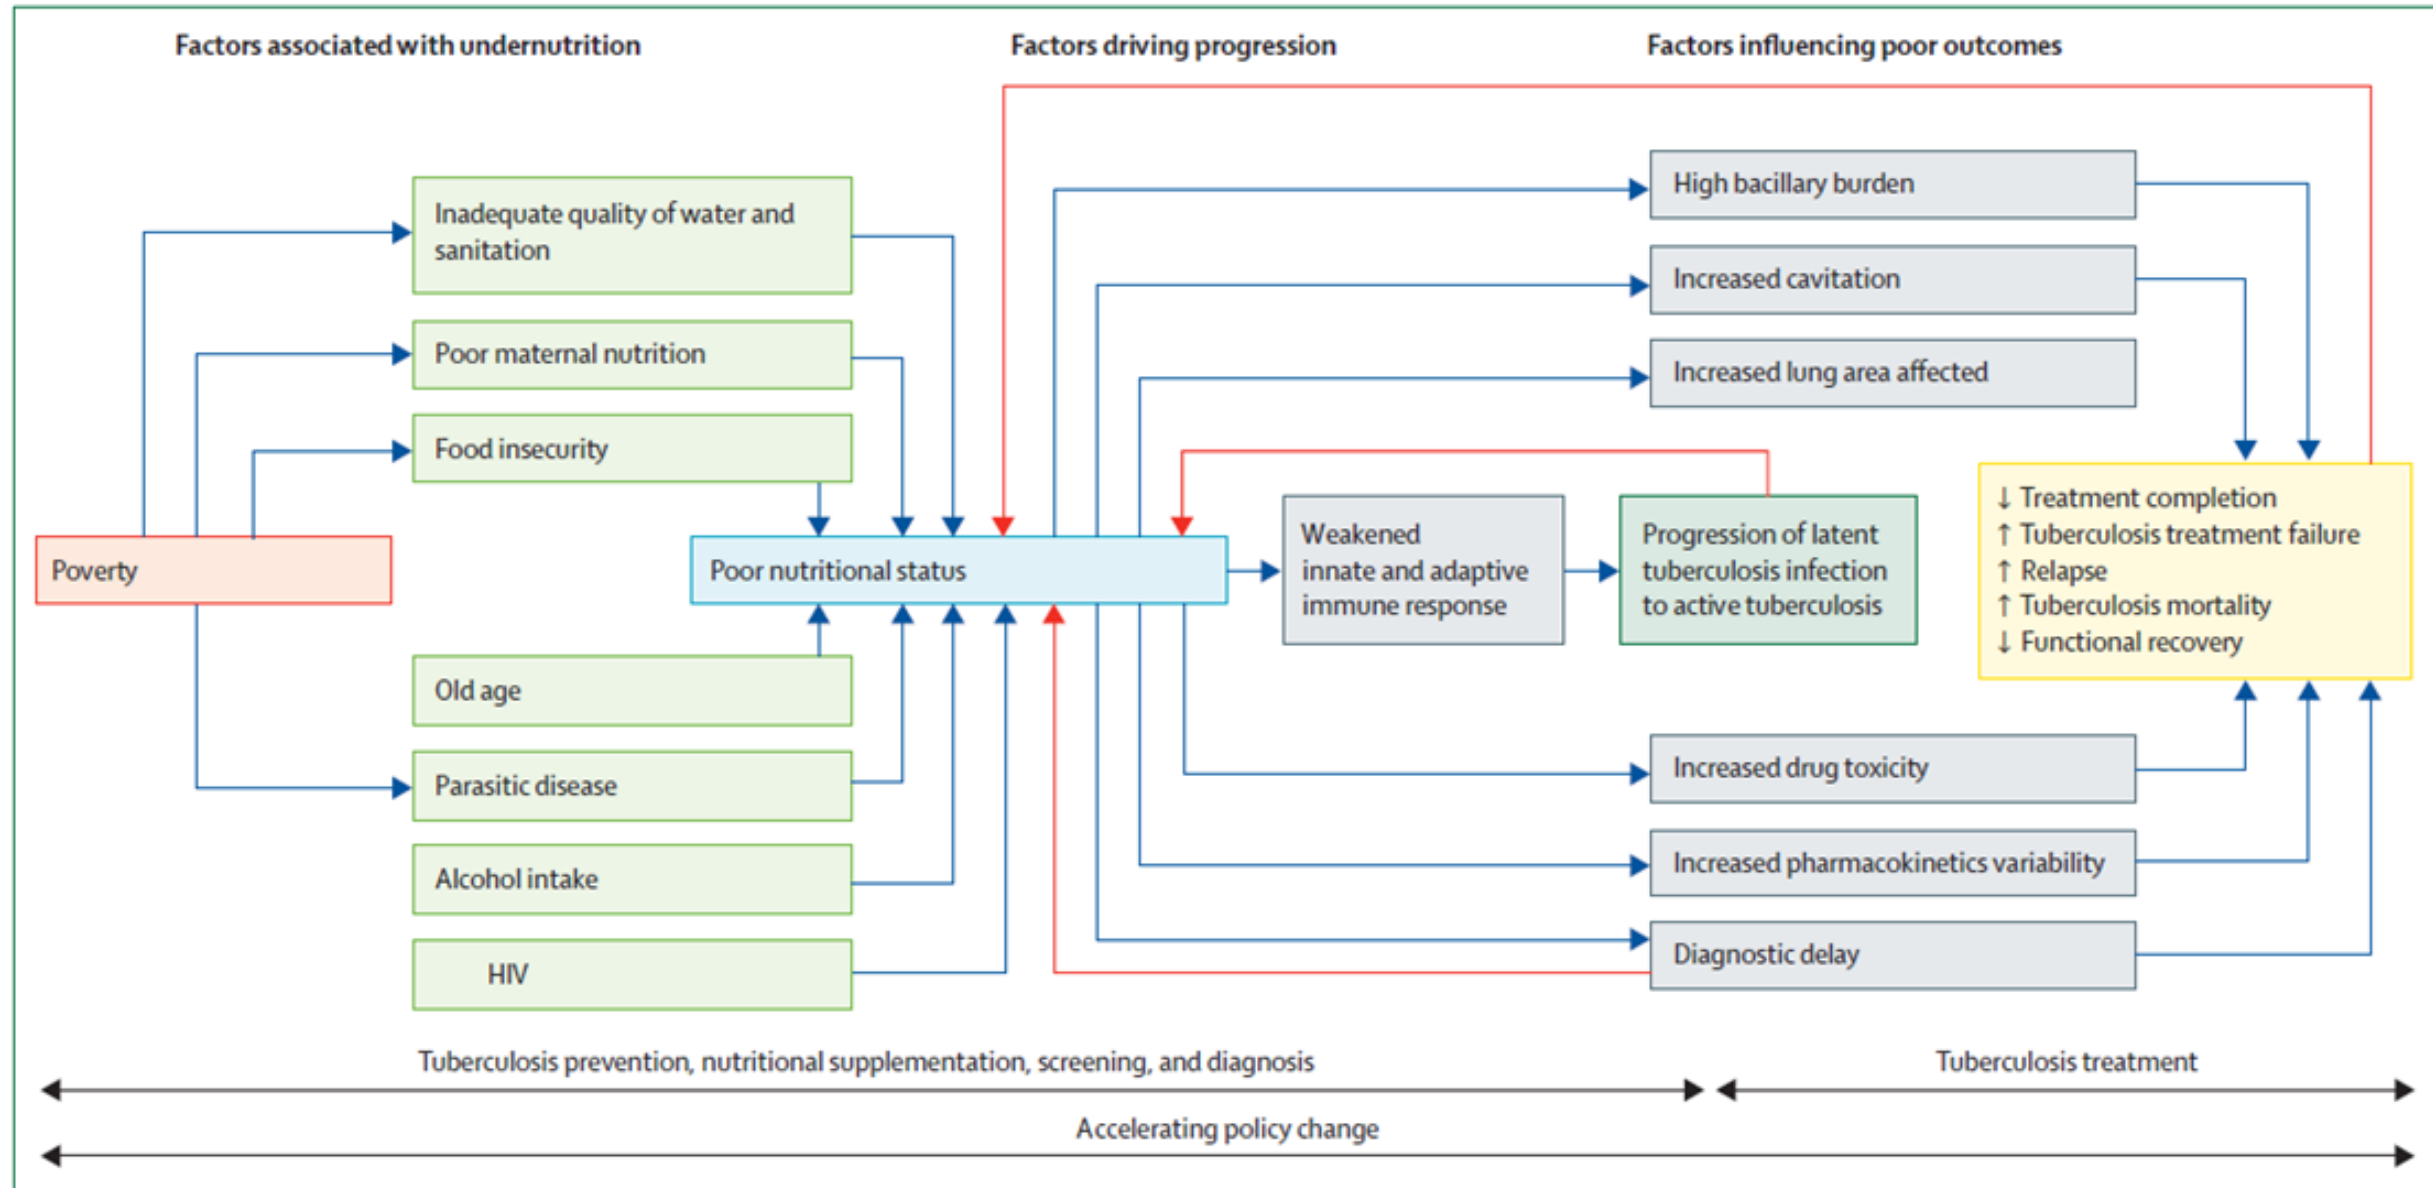 Factors associated with undernutrition
Factors driving progression
Factors influencing poor outcomes
Inadequate quality of water and
sanitation
Poor maternal nutrition
Food insecurity
Poverty
Old age
Parasitic disease
Alcohol intake
HIV
Poor nutritional status
Weakened
innate and adaptive
immune response
Progression of latent
tuberculosis infection
to active tuberculosis
High bacillary burden
Increased cavitation
Increased lung area affected
Increased drug toxicity
Increased pharmacokinetics variability
Diagnostic delay
↓ Treatment completion
↑ Tuberculosis treatment failure
↑ Relapse
↑ Tuberculosis mortality
↓ Functional recovery
Tuberculosis prevention, nutritional supplementation, screening, and diagnosis
Tuberculosis treatment
Accelerating policy change